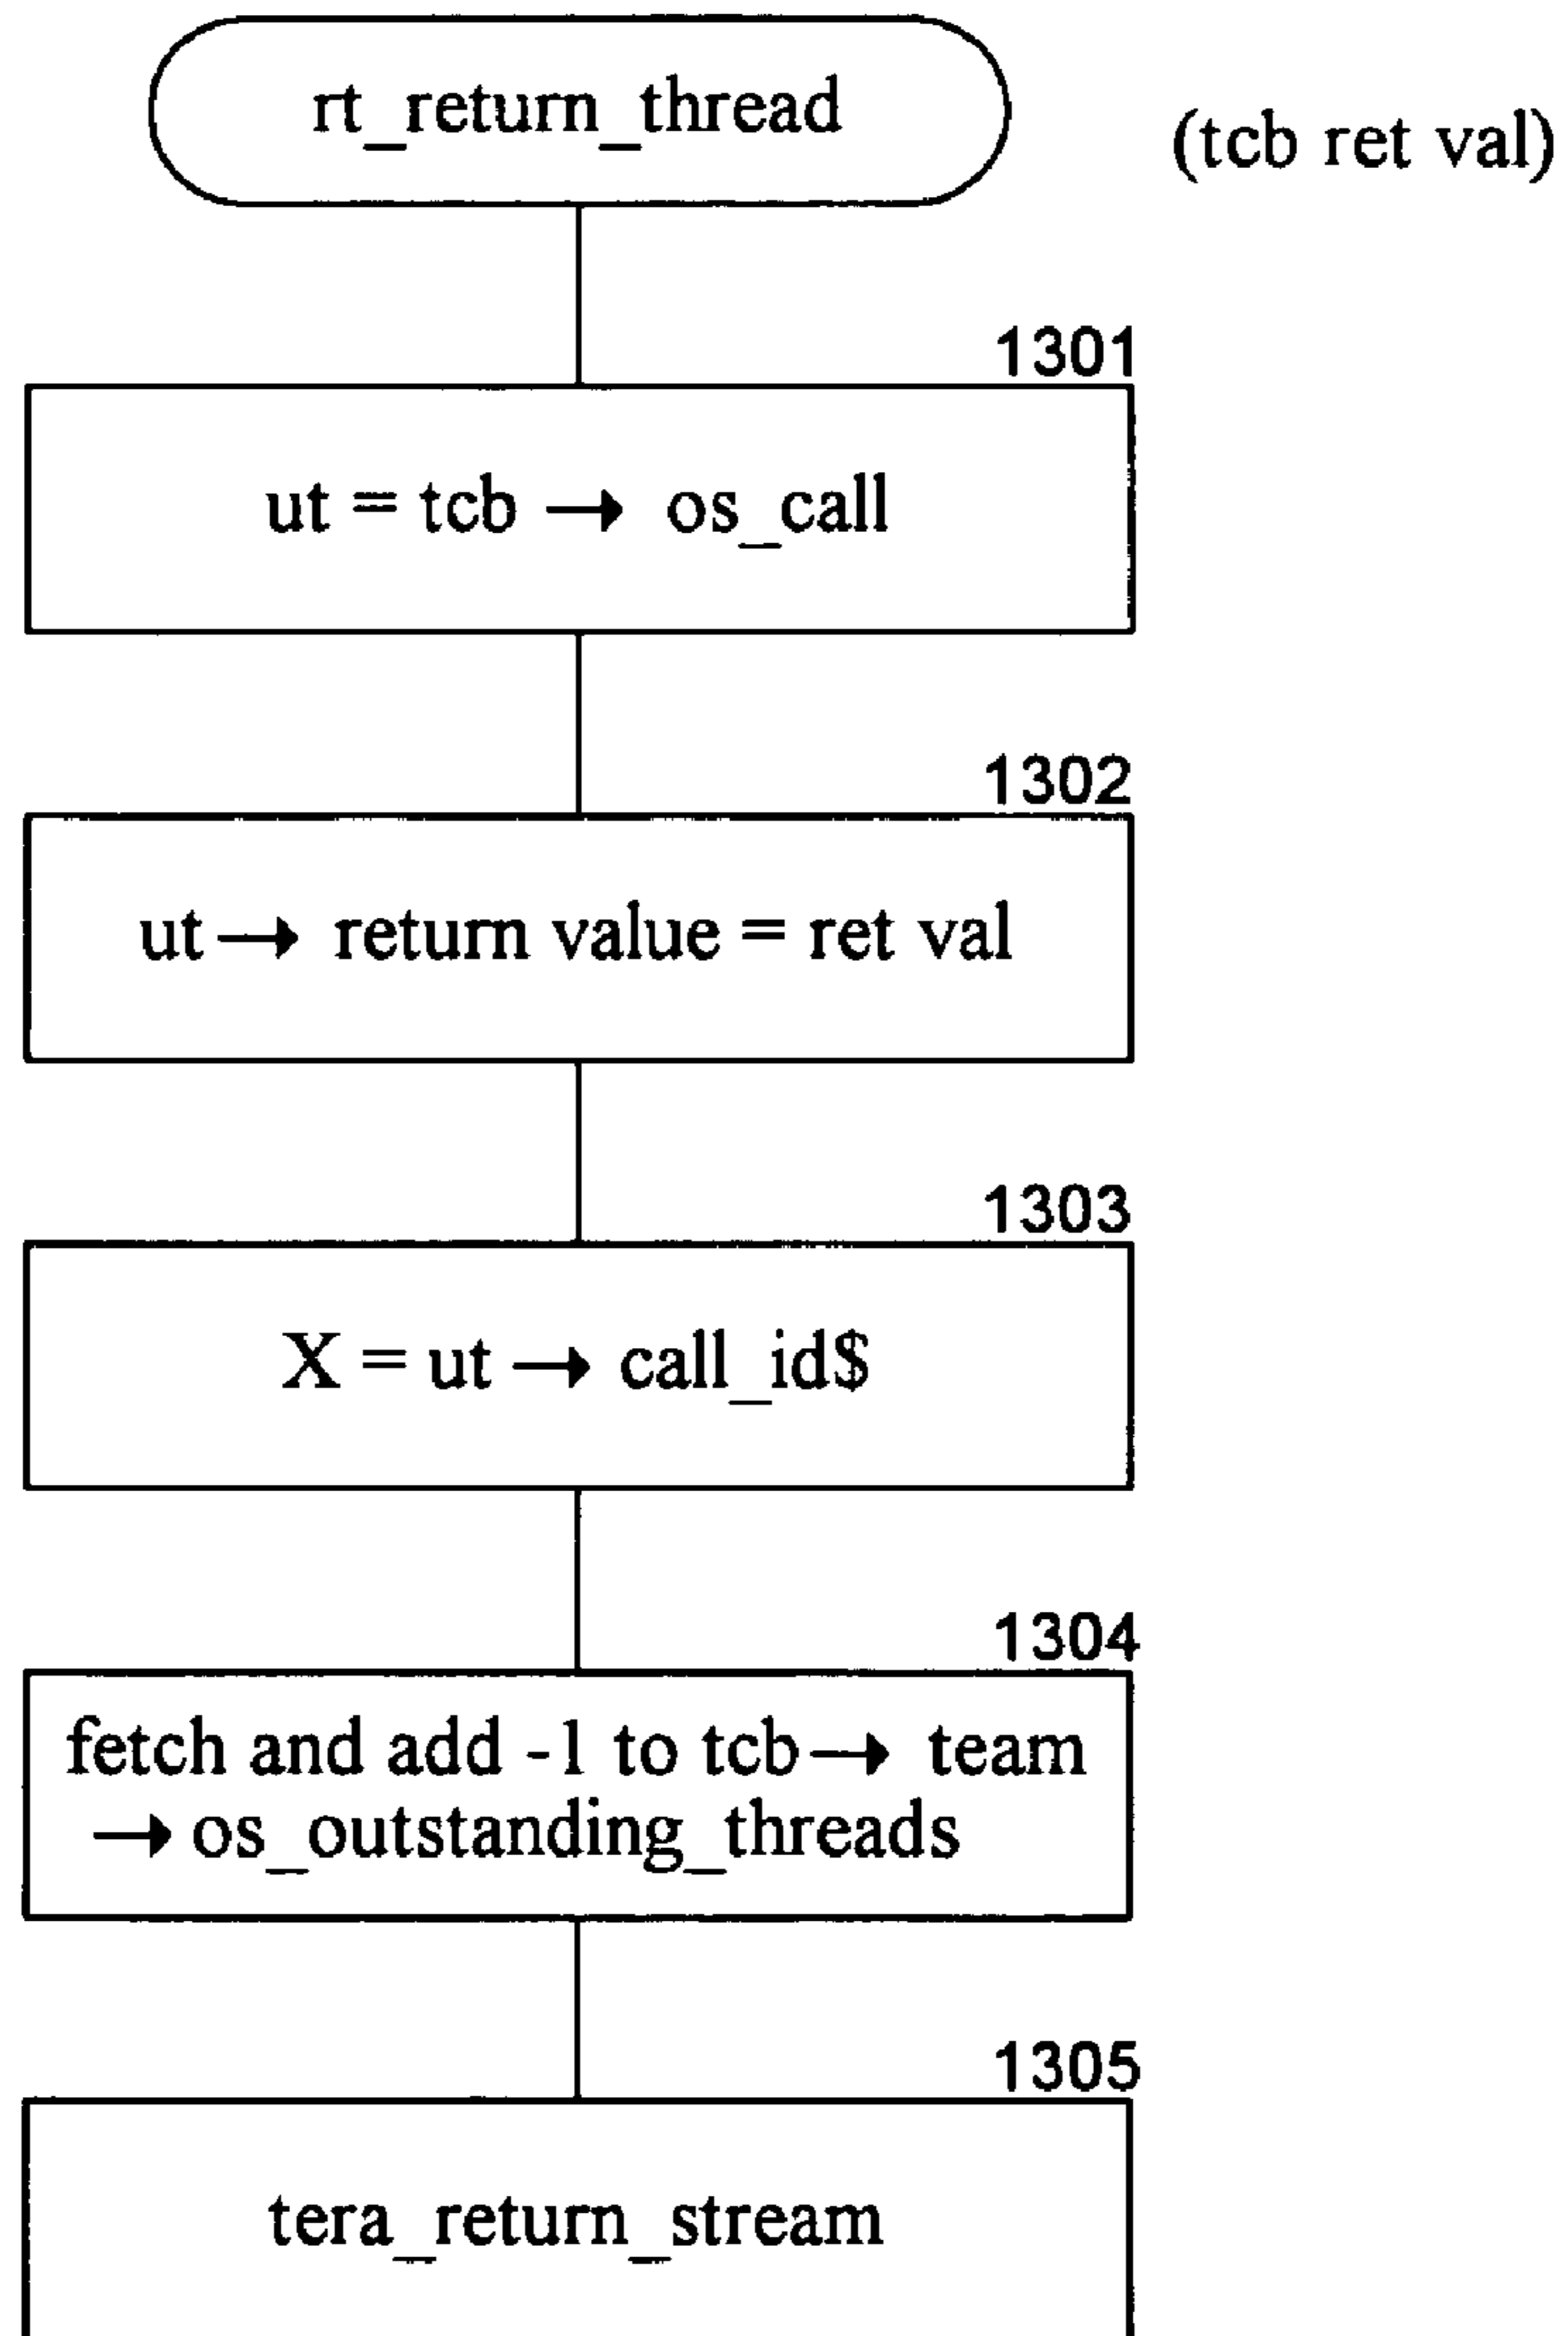 rt_return_thread
(tcb ret val)
1301
ut = tcb → os_call
1302
ut → return value = ret val
1303
X = ut → call_id$
1304
fetch and add -1 to tcb → team
→ os_outstanding_threads
1305
tera_return_stream